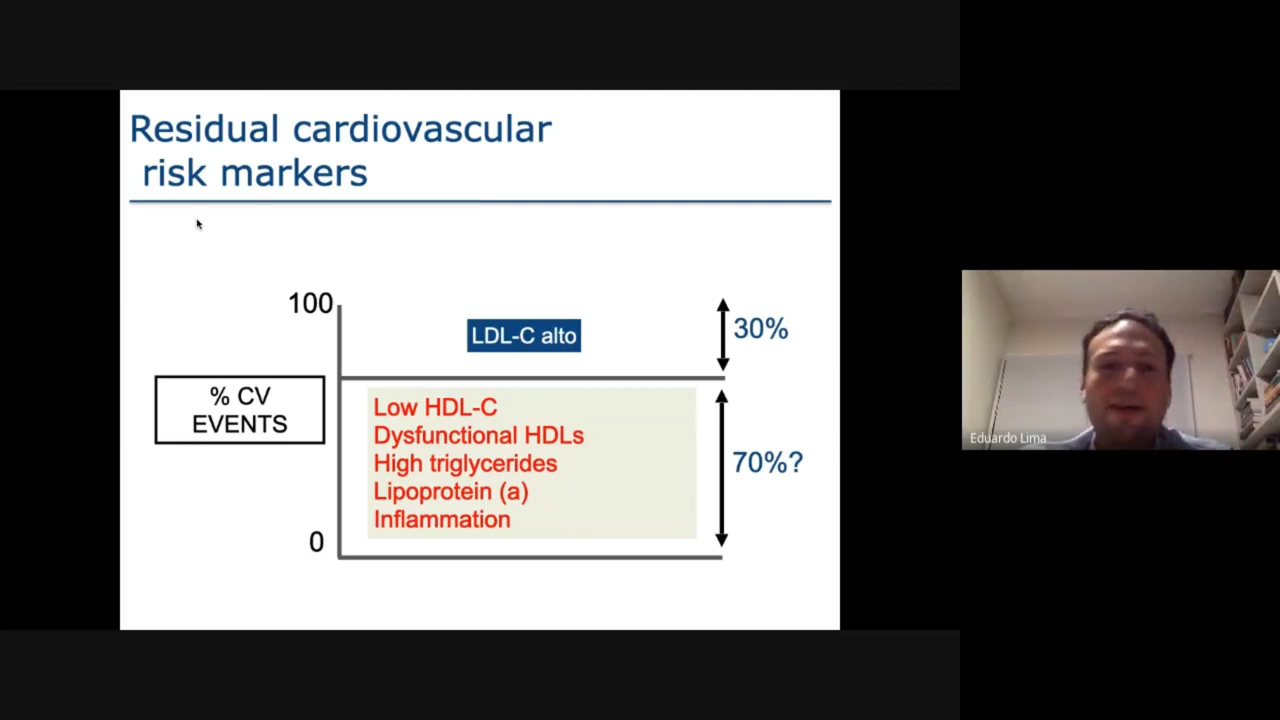 Residual cardiovascular
risk markers
100
LDL-C alto
30%
% CV
EVENTS
Low HDL-C
Dysfunctional HDLs
High triglycerides
Lipoprotein (a)
Inflammation
70%?
0
Eduardo Lima